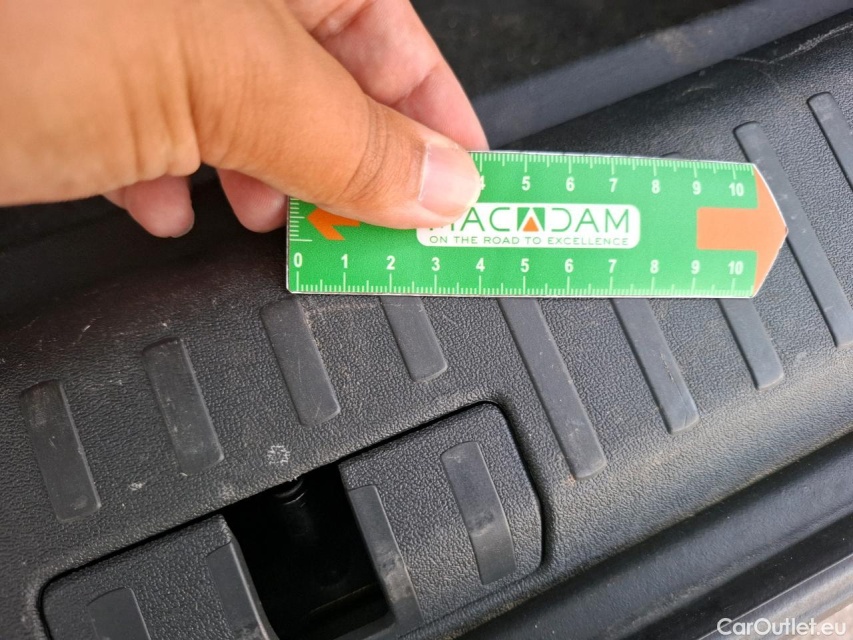 4 5 6 7 8 9 10
MACADAM
ON THE ROAD TO EXCELLENCE
0 1 2 3 4 5 6 7 8 9 10
CarOutlet.eu